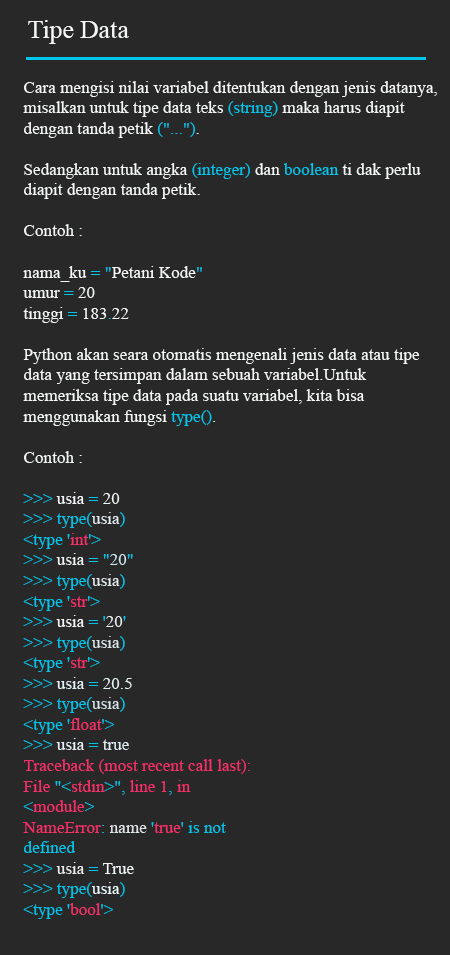 Tipe Data
Cara mengisi nilai variabel ditentukan dengan jenis datanya,
misalkan untuk tipe data teks (string) maka harus diapit
dengan tanda petik ("...").
Sedangkan untuk angka (integer) dan boolean ti dak perlu
diapit dengan tanda petik.
Contoh :
nama_ku = "Petani Kode"
umur = 20
tinggi = 183.22
Python akan seara otomatis mengenali jenis data atau tipe
data yang tersimpan dalam sebuah variabel.Untuk
memeriksa tipe data pada suatu variabel, kita bisa
menggunakan fungsi type().
Contoh :
>>> usia = 20
>>> type(usia)
<type 'int'>
>>> usia = "20"
>>> type(usia)
<type 'str'>
>>> usia = '20'
>>> type(usia)
<type 'str'>
>>> usia = 20.5
>>> type(usia)
<type 'float'>
>>> usia = true
Traceback (most recent call last):
File "<stdin>", line 1, in
<module>
NameError: name 'true' is not
defined
>>> usia = True
>>> type(usia)
<type 'bool'>